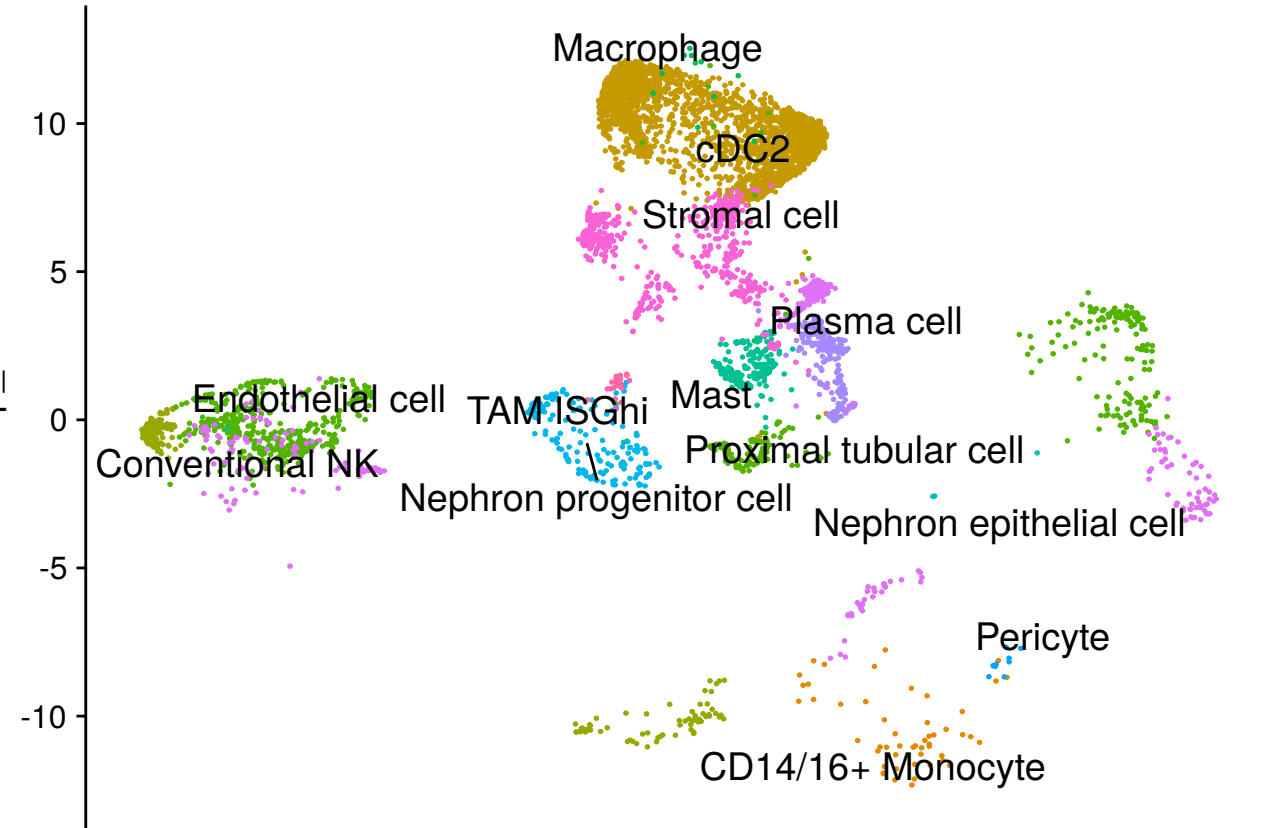 Macrophage
10
cDC2
Stromal cell
5
Plasma cell
Endothelial cell
TAM ISGhi
Mast
0
Conventional NK
Proximal tubular cell
Nephron progenitor cell
Nephron epithelial cell
-5
Pericyte
-10
CD14/16+ Monocyte